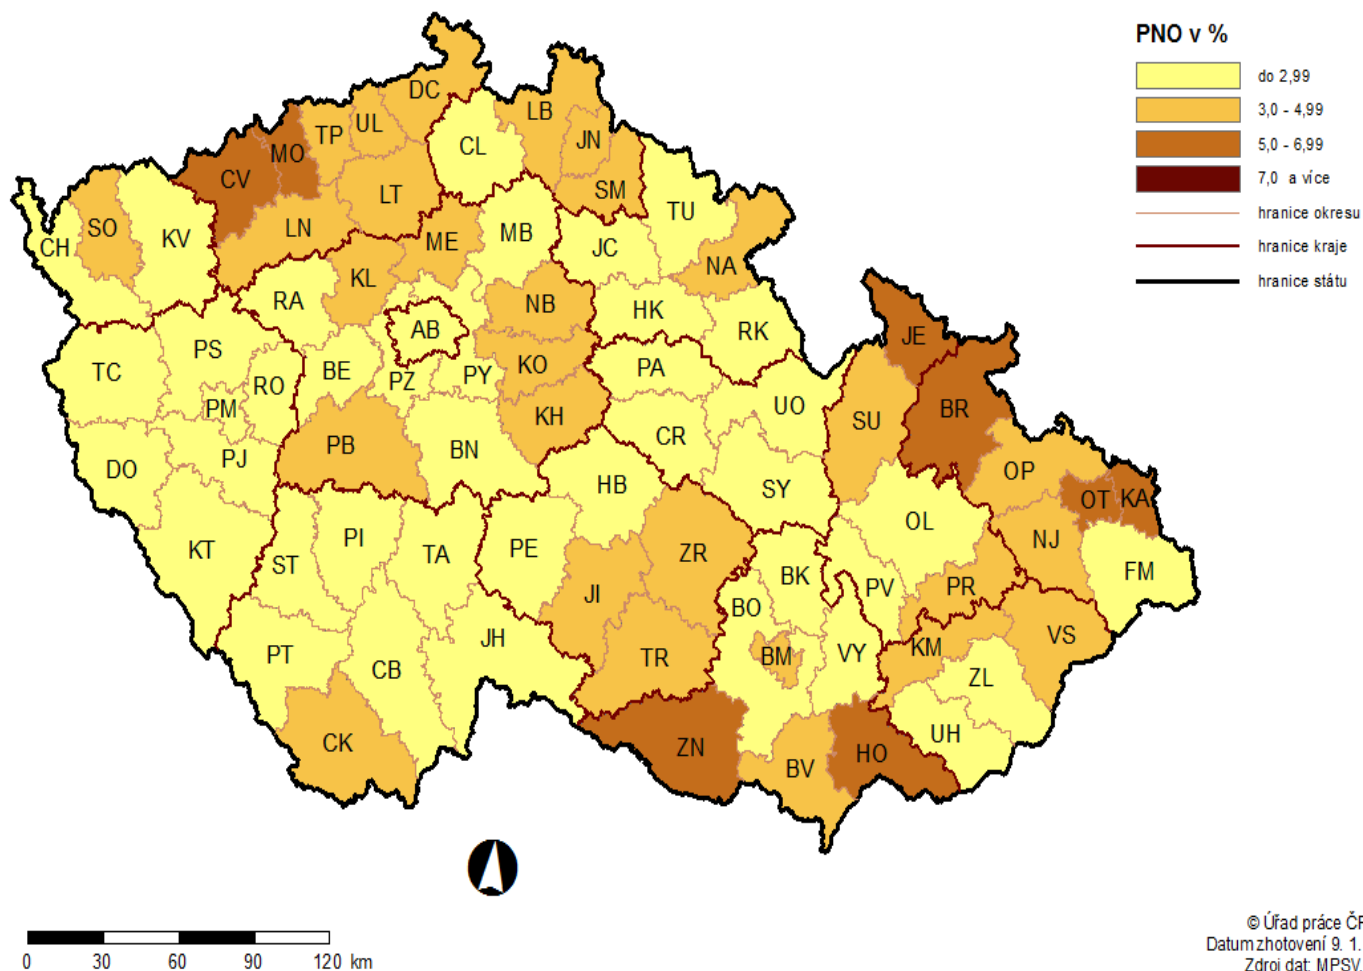 PNO v %
do 2,99
3,0 - 4,99
5,0 - 6,99
7,0 a více
hranice okresu
hranice kraje
hranice státu
DC
LB
UL
TP
JN
CL
MO
CV
LT
SM
TU
SO
LN
KV
CH
ME
MB
JC
NA
KL
RA
NB
HK
AB
RK
JE
PS
TC
BE
RO
PZ
PY
KO
PA
PM
UO
BR
SU
KH
CR
PB
BN
PJ
DO
OP
HB
SY
OT
KA
OL
KT
PI
ST
TA
PE
ZR
NJ
FM
BK
PV
PR
JI
BO
VS
JH
KM
PT
CB
TR
BM
VY
ZL
UH
CK
ZN
HO
BV
0 30 60 90 120 km
© Úřad práce ČR
Datum zhotovení 9. 1.
Zdroj dat: MPSV,